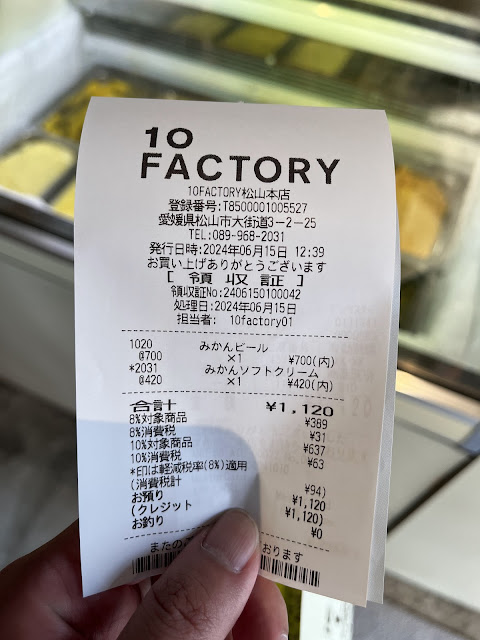 10
FACTORY
10FACTORY松山本店
登録番号:T8500001005527
愛媛県松山市大街道3-2-25
TEL:089-968-2031
発行日時:2024年06月15日 12:39
お買い上げありがとうございます
[ 領 収 証 ]
領収証No:2406150100042
処理日:2024年06月15日
担当者: 10factory01
1020 みかんビール
@700 ×1 ¥700(内)
*2031 みかんソフトクリーム
@420 ×1 ¥420(内)
合計 ¥1,120
8%対象商品 ¥389
8%消費税 ¥31
10%対象商品 ¥637
10%消費税 ¥63
*印は軽減税率(8%)適用
(消費税計 ¥94)
お預り ¥1,120
(クレジット ¥1,120)
お釣り ¥0
またの おります